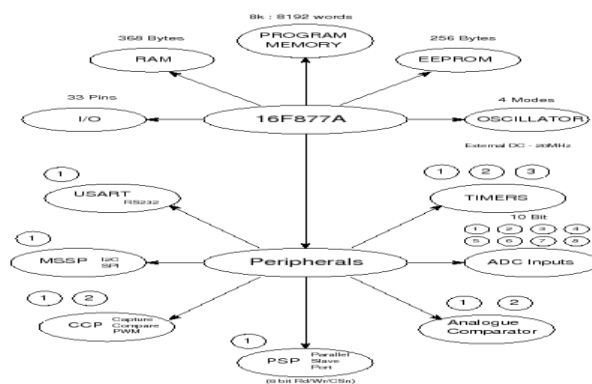 8k : 8192 words
368 Bytes
PROGRAM
MEMORY
256 Bytes
RAM
EEPROM
33 Pins
4 Modes
I/O
16F877A
OSCILLATOR
External DC - 20MHz
1
1 2 3
USART
RS232
TIMERS
10 Bit
1
1 2 3 4
5 6 7 8
MSSP
I2C
SPI
Peripherals
ADC Inputs
1 2
1 2
CCP
Capture
Compare
PWM
Analogue
Comparator
1
PSP
Parallel
Slave
Port
(8 bit Rd/Wr/CSn)